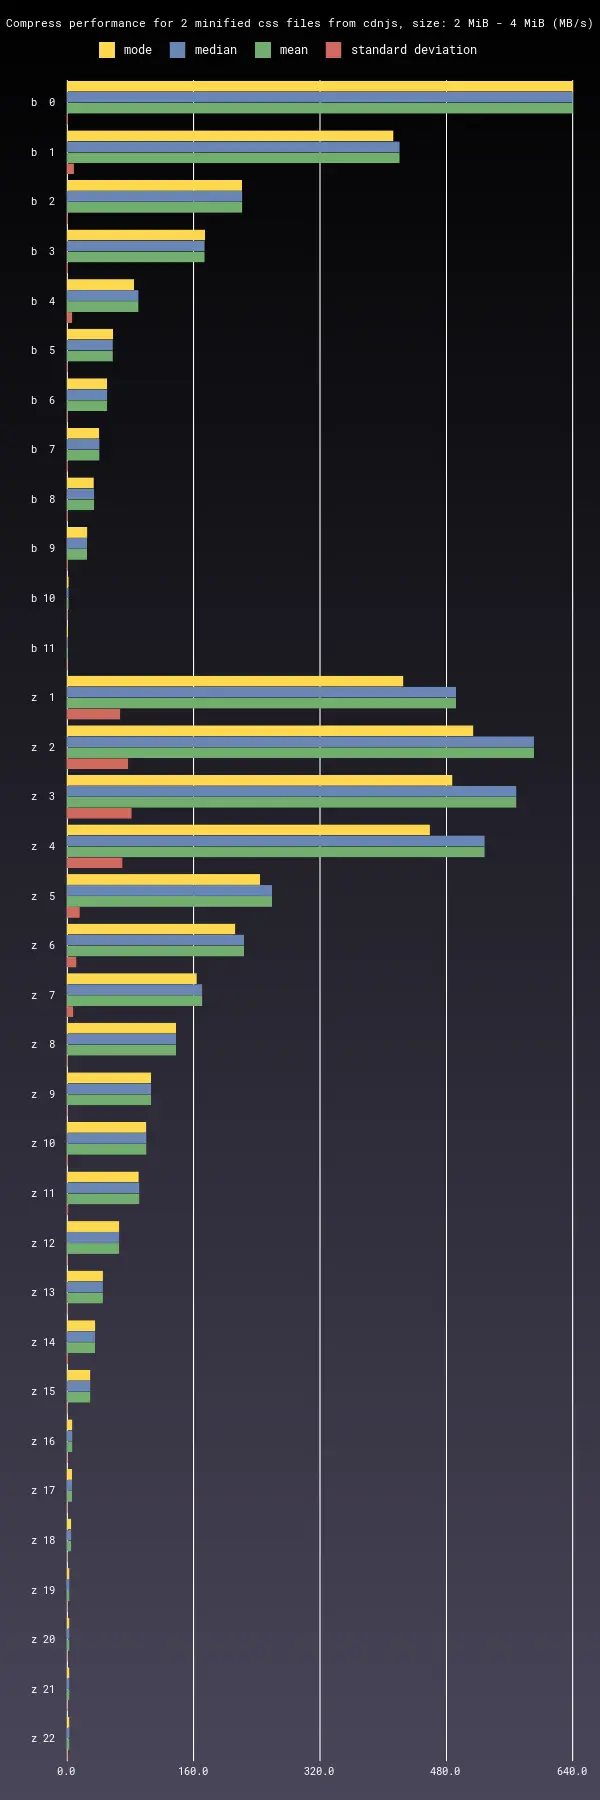 Compress performance for 2 minified css files from cdnjs, size: 2 MiB - 4 MiB (MB/s)
mode median mean standard deviation
b 0
b 1
b 2
b 3
b 4
b 5
b 6
b 7
b 8
b 9
b 10
b 11
z 1
z 2
z 3
z 4
z 5
z 6
z 7
z 8
z 9
z 10
z 11
z 12
z 13
z 14
z 15
z 16
z 17
z 18
z 19
z 20
z 21
z 22
0.0 160.0 320.0 480.0 640.0